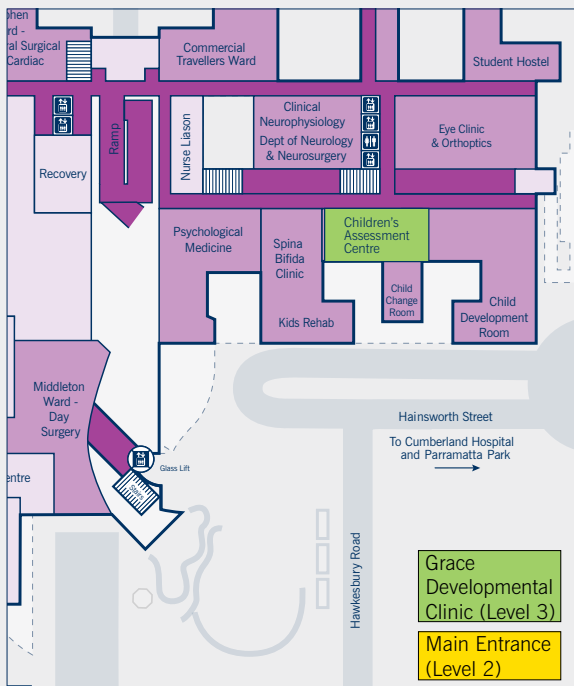 phen
rd -
al Surgical
Cardiac
Commercial
Travellers Ward
Student Hostel
Recovery
Ramp
Nurse Liason
Clinical
Neurophysiology
Dept of Neurology
& Neurosurgery
Eye Clinic
& Orthoptics
Psychological
Medicine
Spina
Bifida
Clinic
Kids Rehab
Children's
Assessment
Centre
Child
Change
Room
Child
Development
Room
Middleton
Ward -
Day
Surgery
entre
Glass Lift
Stairs
Hainsworth Street
To Cumberland Hospital
and Parramatta Park
Hawkesbury Road
Grace
Developmental
Clinic (Level 3)
Main Entrance
(Level 2)